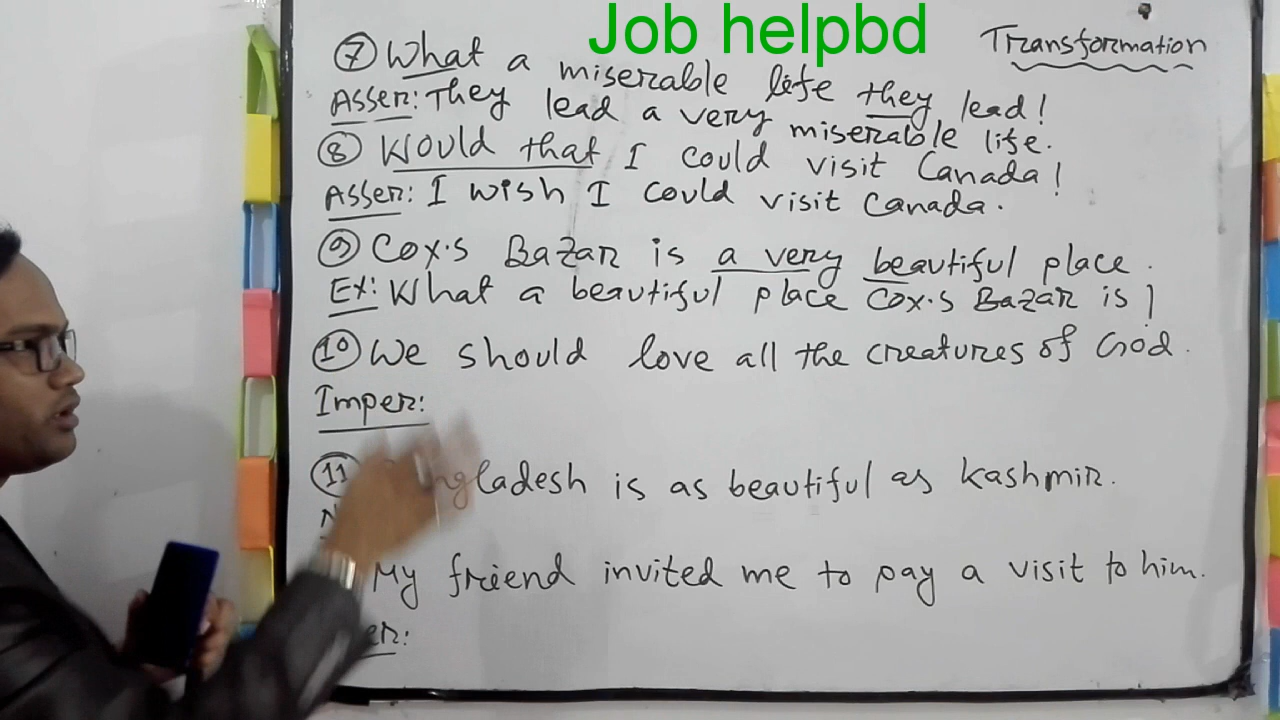 Job helpbd
Transformation
⑦ What a miserable life they lead!
Asser: They lead a very miserable life.
⑧ Would that I could visit Canada!
Asser: I wish I could visit Canada.
⑨ Cox's Bazar is a very beautiful place.
Ex: What a beautiful place Cox's Bazar is!
⑩ We should love all the creatures of God.
Imper:
⑪ ngladesh is as beautiful as Kashmir.
My friend invited me to pay a visit to him.
er: